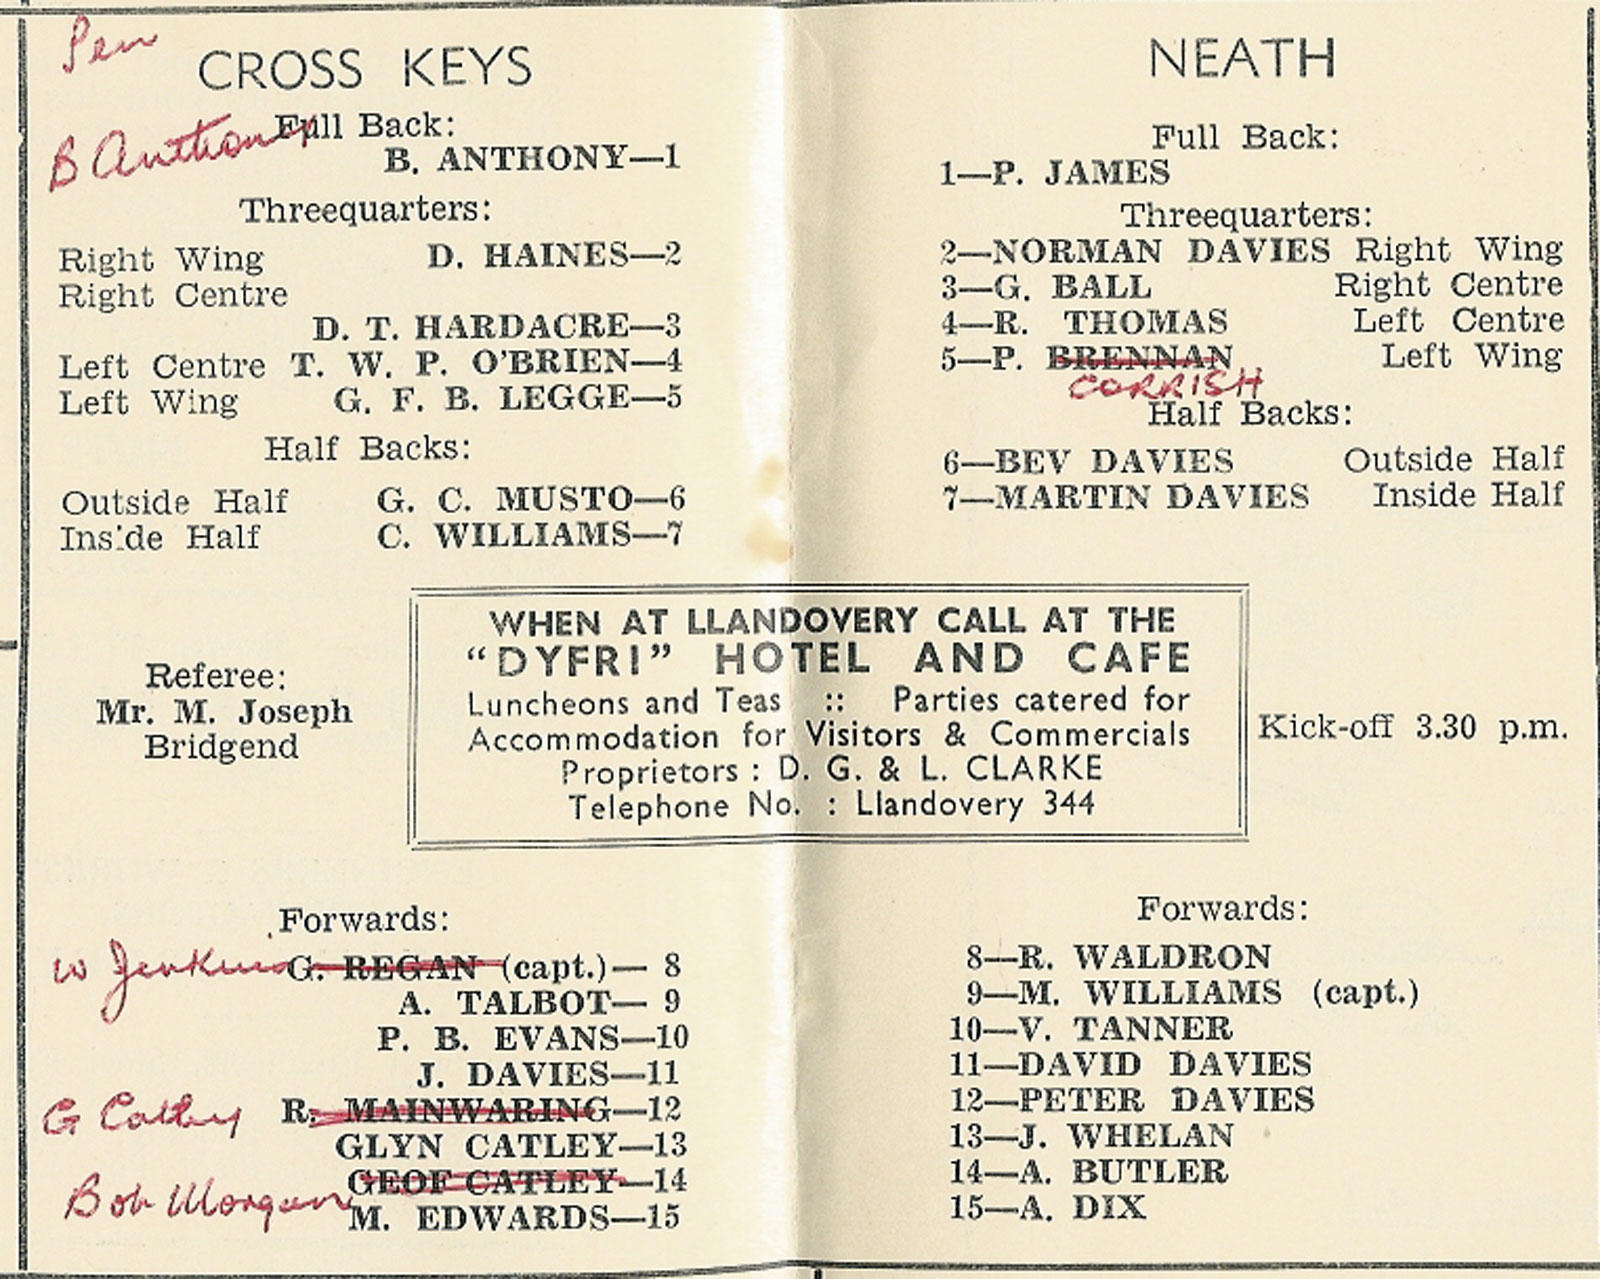 Pen
CROSS KEYS
Full Back:
B Anthony
B. ANTHONY—1
Threequarters:
Right Wing D. HAINES—2
Right Centre
D. T. HARDACRE—3
Left Centre T. W. P. O'BRIEN—4
Left Wing G. F. B. LEGGE—5
Half Backs:
Outside Half G. C. MUSTO—6
Inside Half C. WILLIAMS—7
NEATH
Full Back:
1—P. JAMES
Threequarters:
2—NORMAN DAVIES Right Wing
3—G. BALL Right Centre
4—R. THOMAS Left Centre
5—P. BRENNAN Left Wing
CORRISH
Half Backs:
6—BEV DAVIES Outside Half
7—MARTIN DAVIES Inside Half
Referee:
Mr. M. Joseph
Bridgend
WHEN AT LLANDOVERY CALL AT THE
"DYFRI" HOTEL AND CAFE
Luncheons and Teas :: Parties catered for
Accommodation for Visitors & Commercials
Proprietors : D. G. & L. CLARKE
Telephone No. : Llandovery 344
Kick-off 3.30 p.m.
Forwards:
W Jenkins G. REGAN (capt.)— 8
A. TALBOT— 9
P. B. EVANS—10
J. DAVIES—11
G Catley R. MAINWARING—12
GLYN CATLEY—13
GEOF CATLEY—14
Bob Morgan
M. EDWARDS—15
Forwards:
8—R. WALDRON
9—M. WILLIAMS (capt.)
10—V. TANNER
11—DAVID DAVIES
12—PETER DAVIES
13—J. WHELAN
14—A. BUTLER
15—A. DIX